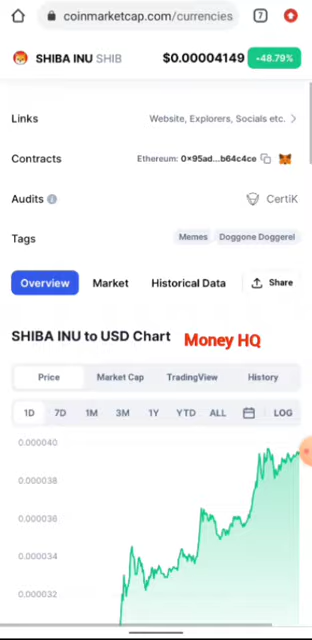 coinmarketcap.com/currencies
7
SHIBA INU SHIB
$0.00004149
48.79%
Links
Website, Explorers, Socials etc.
Contracts
Ethereum: 0x95ad...b64c4ce
Audits
CertiK
Tags
Memes
Doggone Doggerel
Overview
Market
Historical Data
Share
SHIBA INU to USD Chart
Money HQ
Price
Market Cap
TradingView
History
1D
7D
1M
3M
1Y
YTD
ALL
LOG
0.000040
0.000038
0.000036
0.000034
0.000032